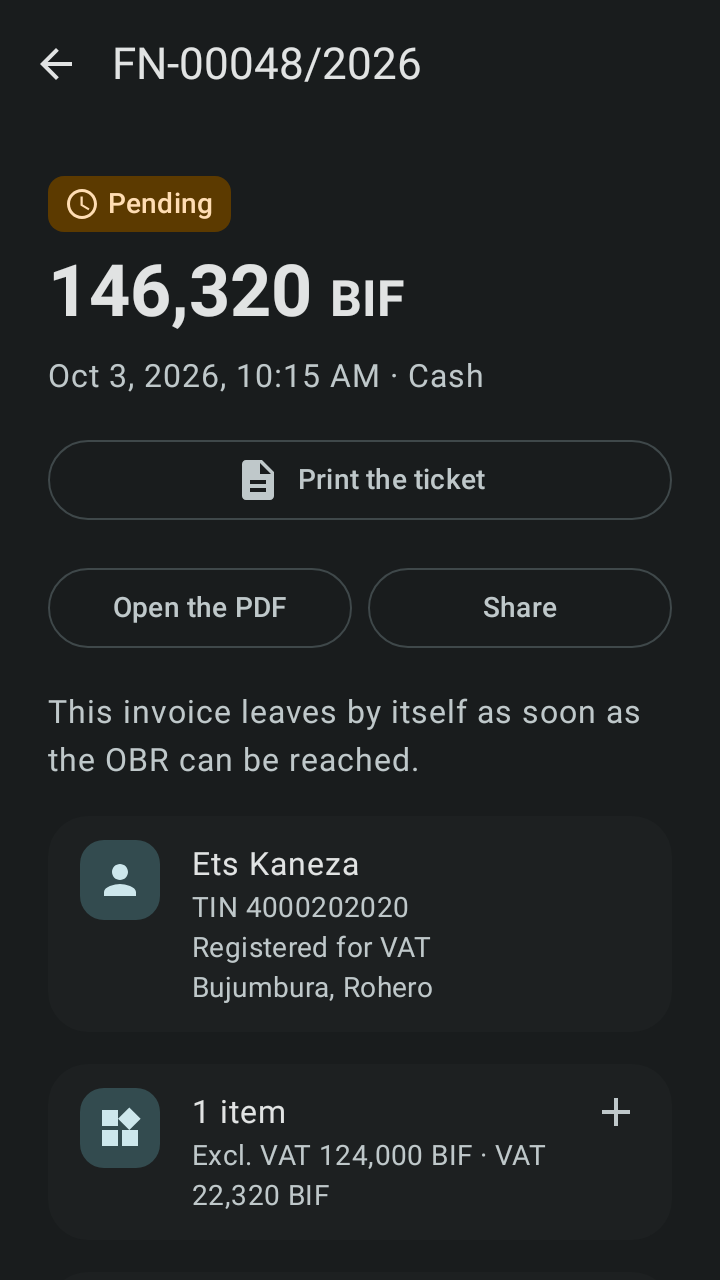 FN-00048/2026
Pending
146,320 BIF
Oct 3, 2026, 10:15 AM · Cash
Print the ticket
Open the PDF
Share
This invoice leaves by itself as soon as
the OBR can be reached.
Ets Kaneza
TIN 4000202020
Registered for VAT
Bujumbura, Rohero
1 item
Excl. VAT 124,000 BIF · VAT
22,320 BIF